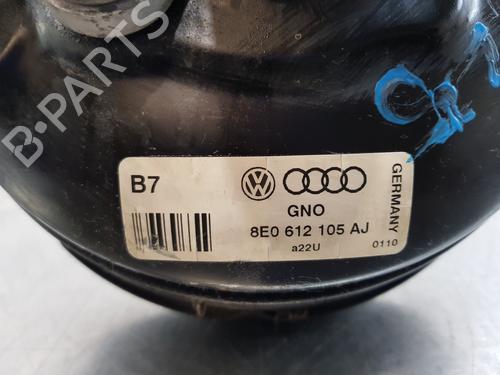 B-PARTS
B7
GNO
8E0 612 105 AJ
a22U
GERMANY
0110